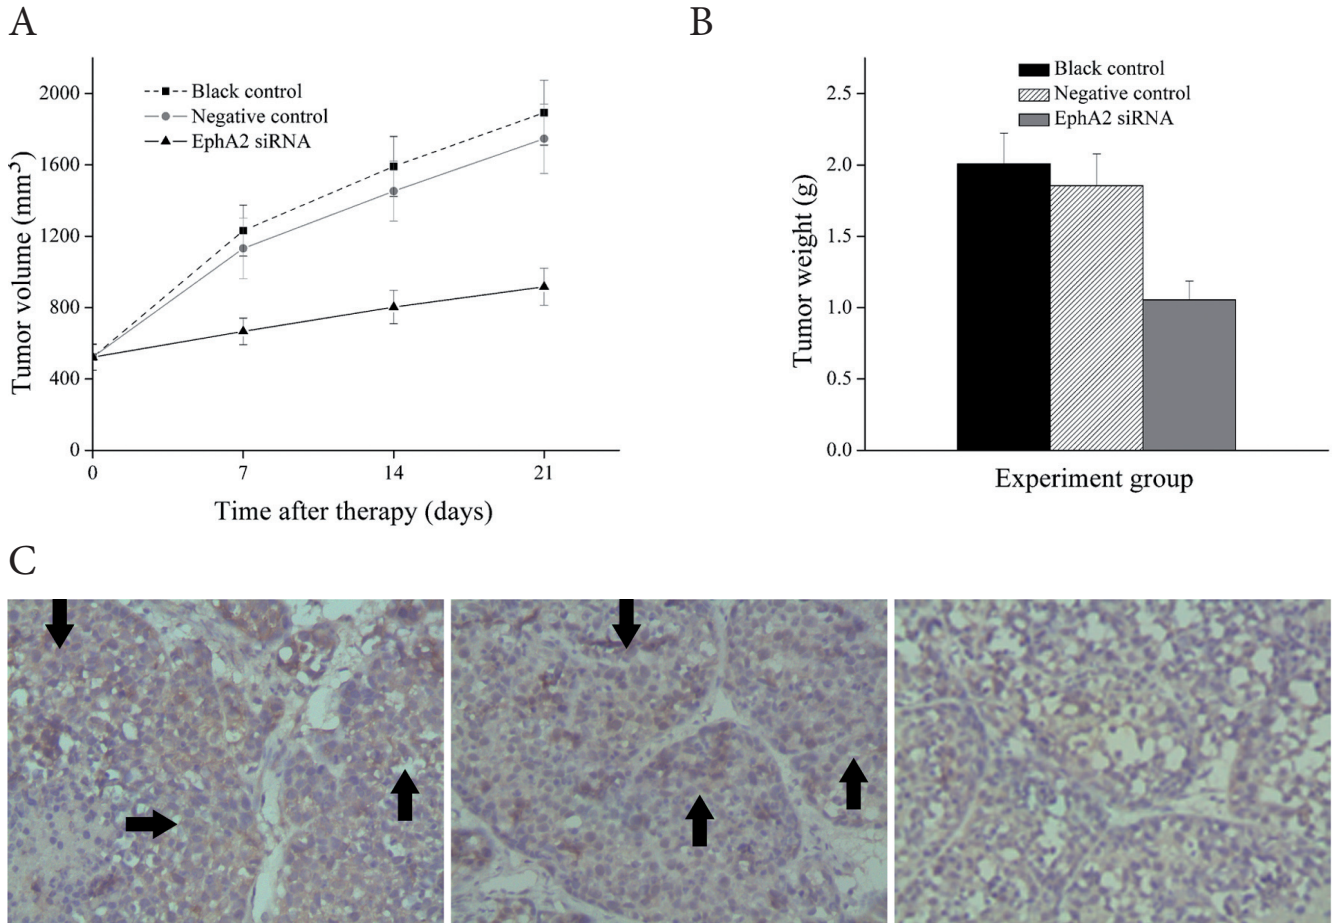 A
Black control
Negative control
EphA2 siRNA
Tumor volume (mm³)
2000
1600
1200
800
400
0
0 7 14 21
Time after therapy (days)
B
Black control
Negative control
EphA2 siRNA
Tumor weight (g)
2.5
2.0
1.5
1.0
0.5
0.0
Experiment group
C